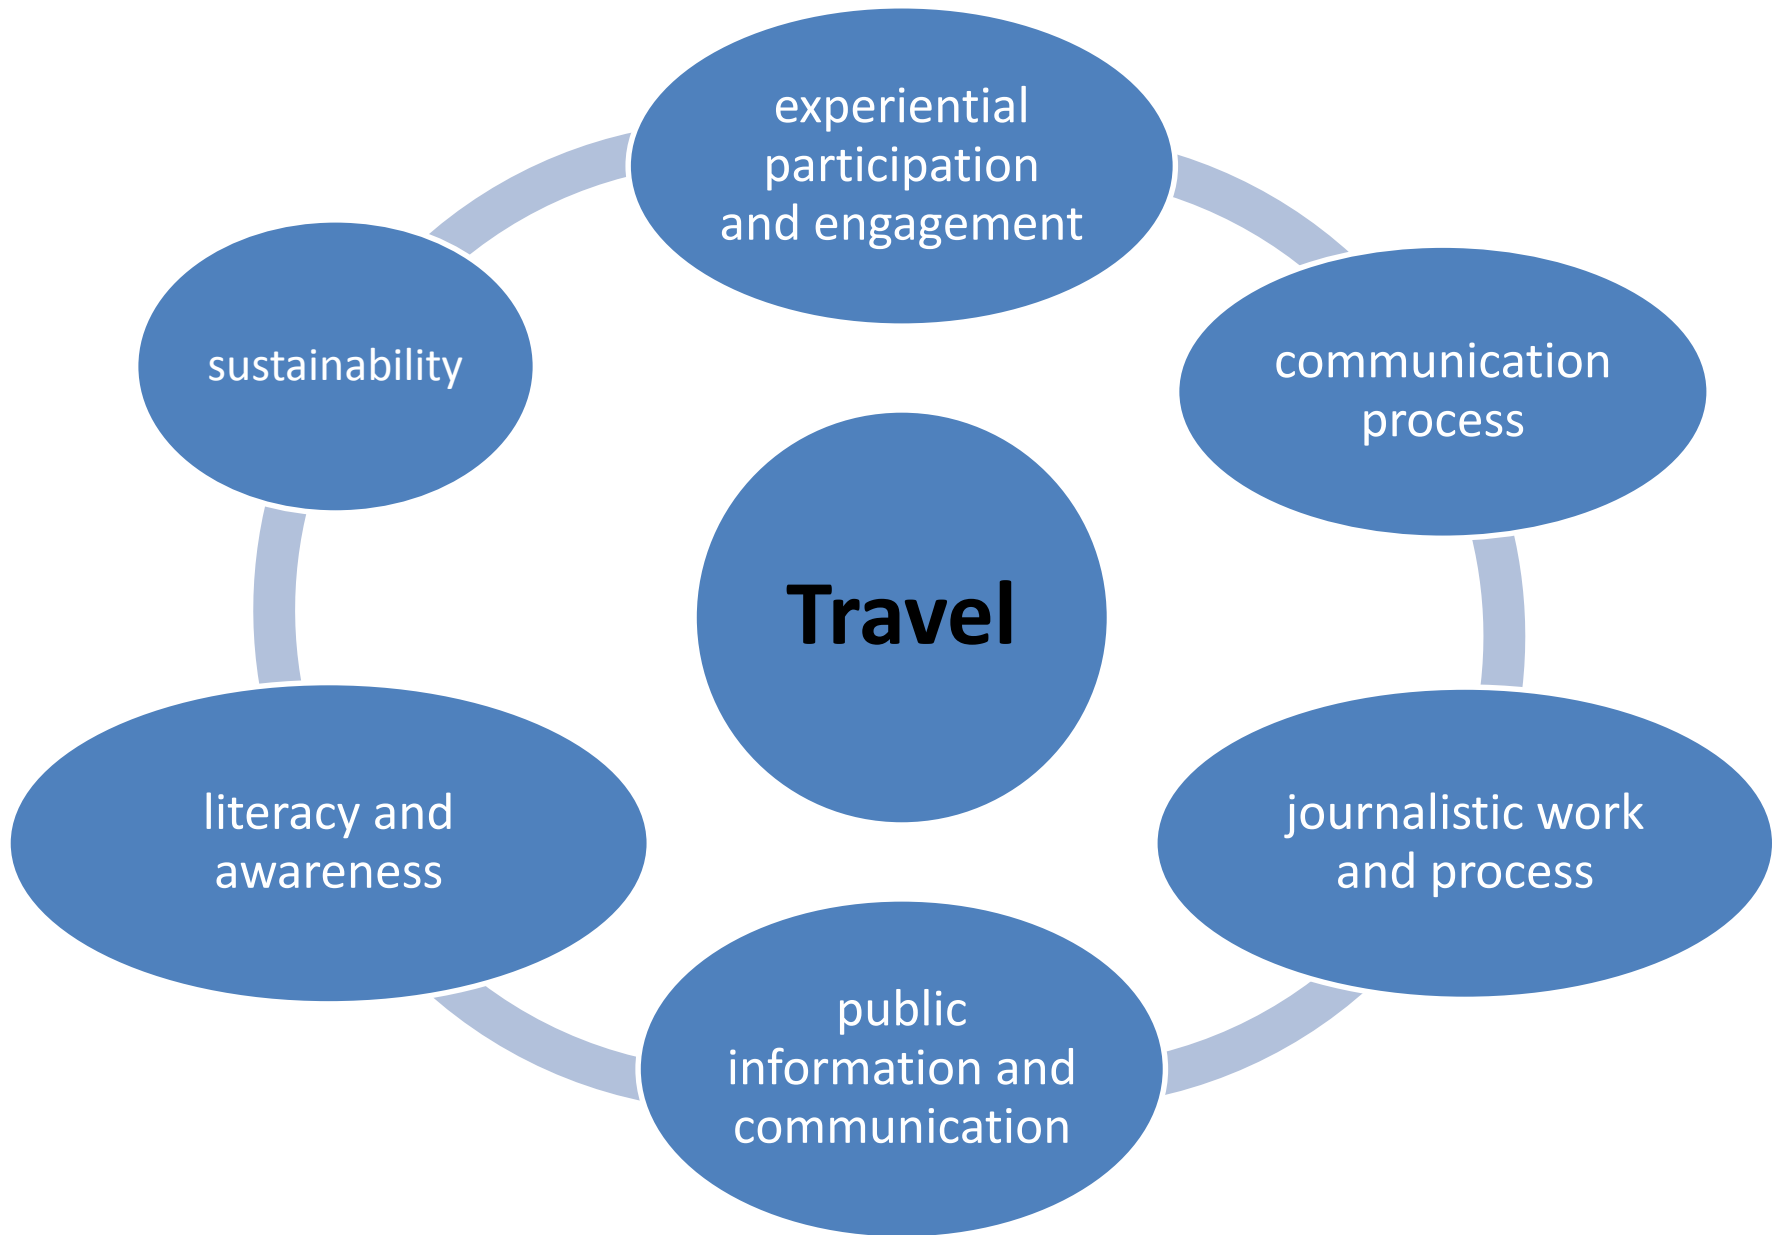 experiential
participation
and engagement
communication
process
journalistic work
and process
public
information and
communication
literacy and
awareness
sustainability
Travel